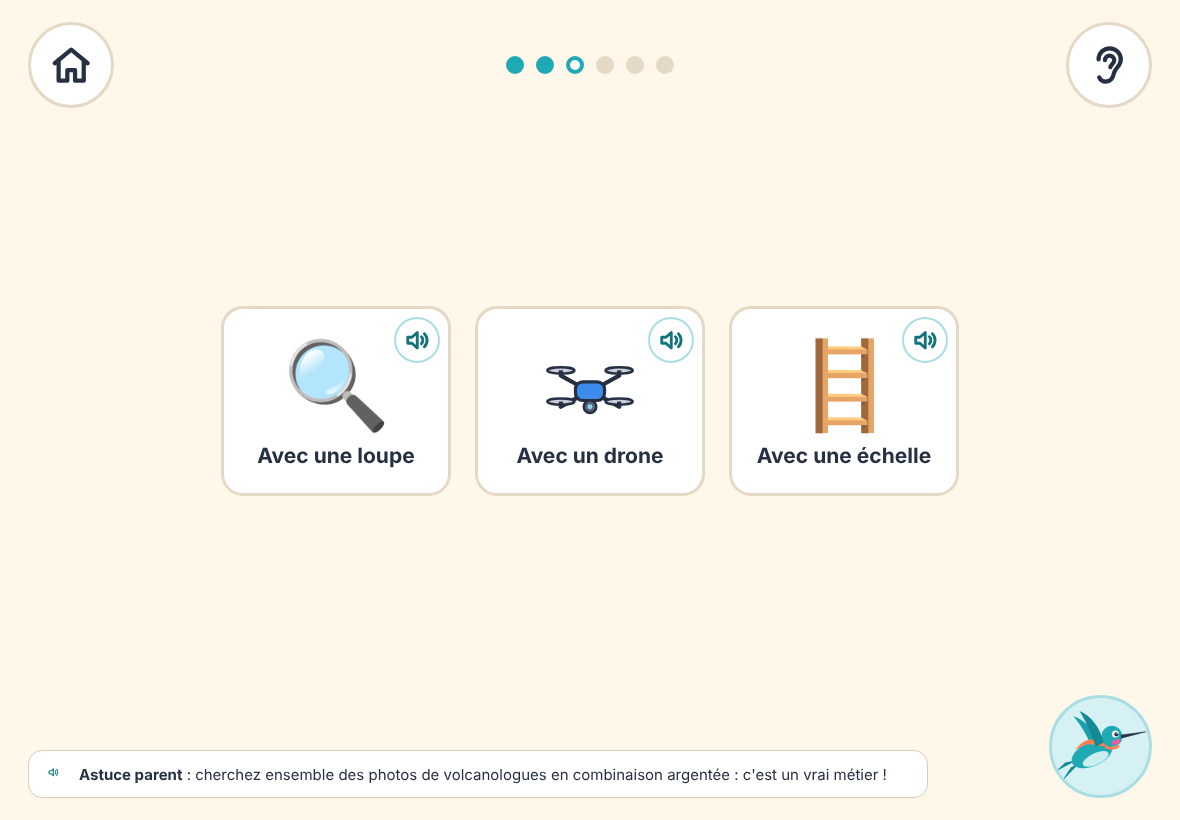 Avec une loupe
Avec un drone
Avec une échelle
Astuce parent : cherchez ensemble des photos de volcanologues en combinaison argentée : c'est un vrai métier !